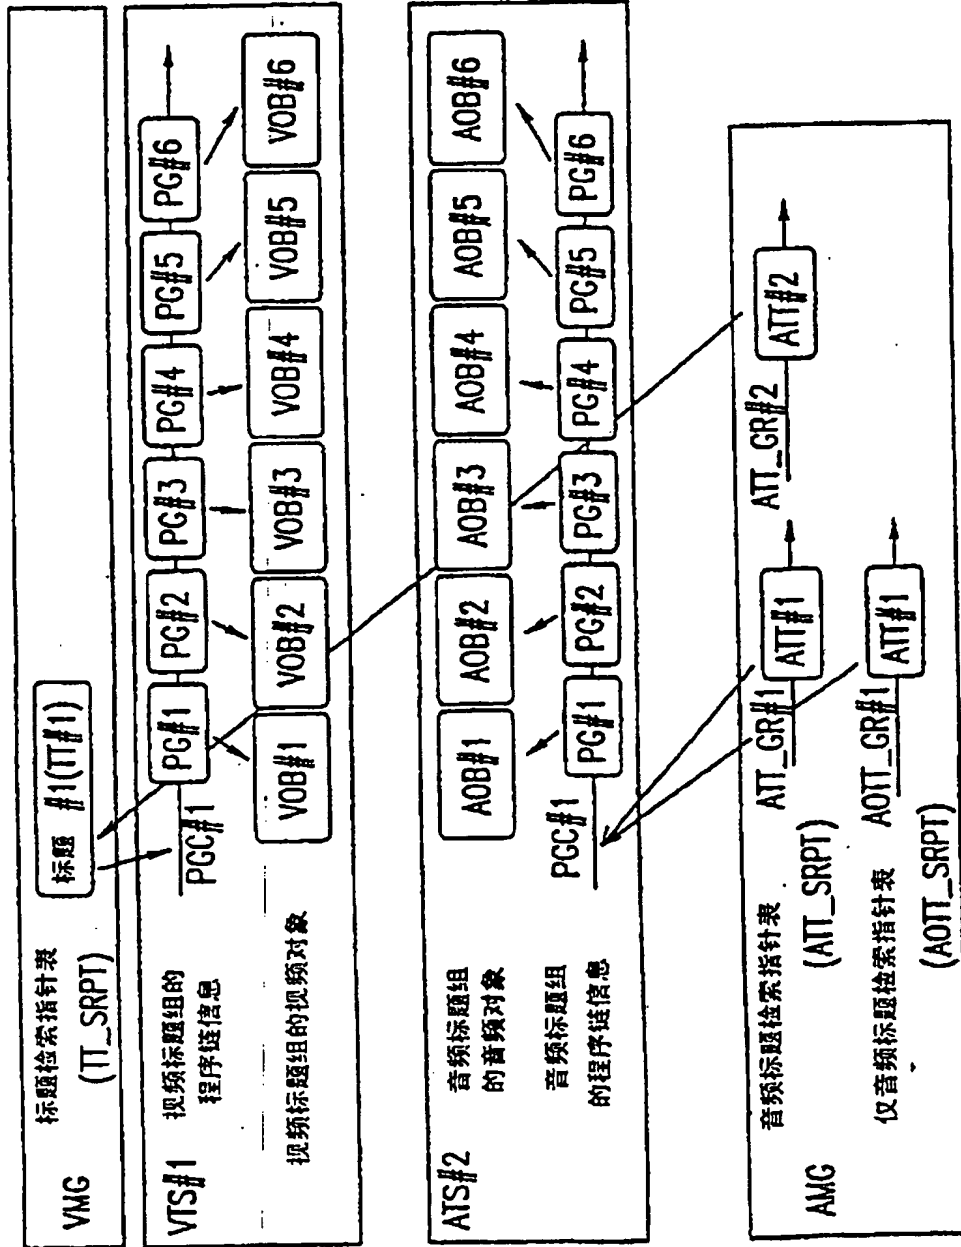 VMG
标题检索指针表
(TT_SRPT)
标题 #1(TT#1)
VTS#1
视频标题组的
程序链信息
PGC#1
PG#1
PG#2
PG#3
PG#4
PG#5
PG#6
视频标题组的视频对象
VOB#1
VOB#2
VOB#3
VOB#4
VOB#5
VOB#6
ATS#2
音频标题组
的音频对象
AOB#1
AOB#2
AOB#3
AOB#4
AOB#5
AOB#6
音频标题组
的程序链信息
PGC#1
PG#1
PG#2
PG#3
PG#4
PG#5
PG#6
AMG
音频标题检索指针表
(ATT_SRPT)
ATT_GR#1
ATT#1
ATT_GR#2
ATT#2
仅音频标题检索指针表
(AOTT_SRPT)
AOTT_GR#1
ATT#1